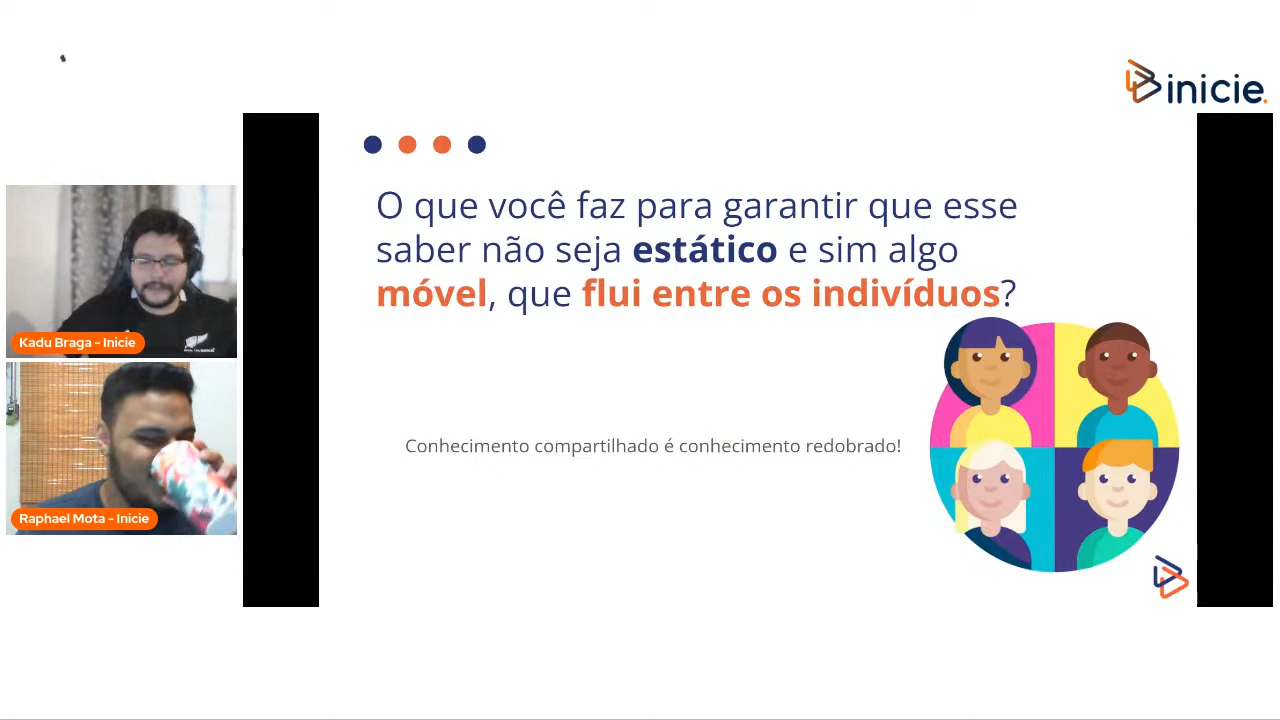 inicie.
O que você faz para garantir que esse
saber não seja estático e sim algo
móvel, que flui entre os indivíduos?
Conhecimento compartilhado é conhecimento redobrado!
Kadu Braga - Inicie
Raphael Mota - Inicie